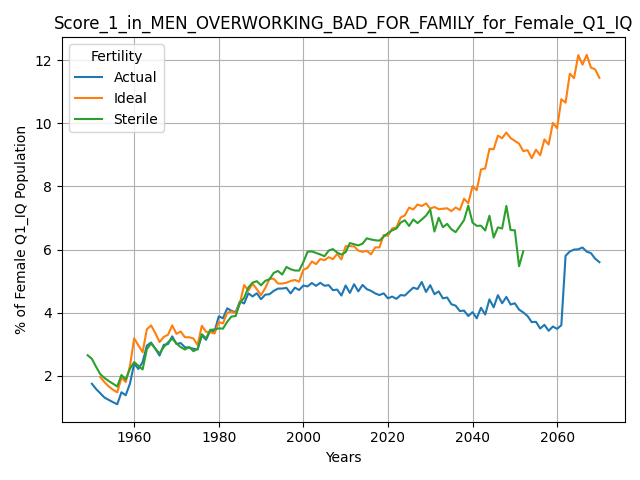 Score_1_in_MEN_OVERWORKING_BAD_FOR_FAMILY_for_Female_Q1_IQ
Fertility
Actual
Ideal
Sterile
% of Female Q1_IQ Population
12
10
8
6
4
2
1960
1980
2000
2020
2040
2060
Years